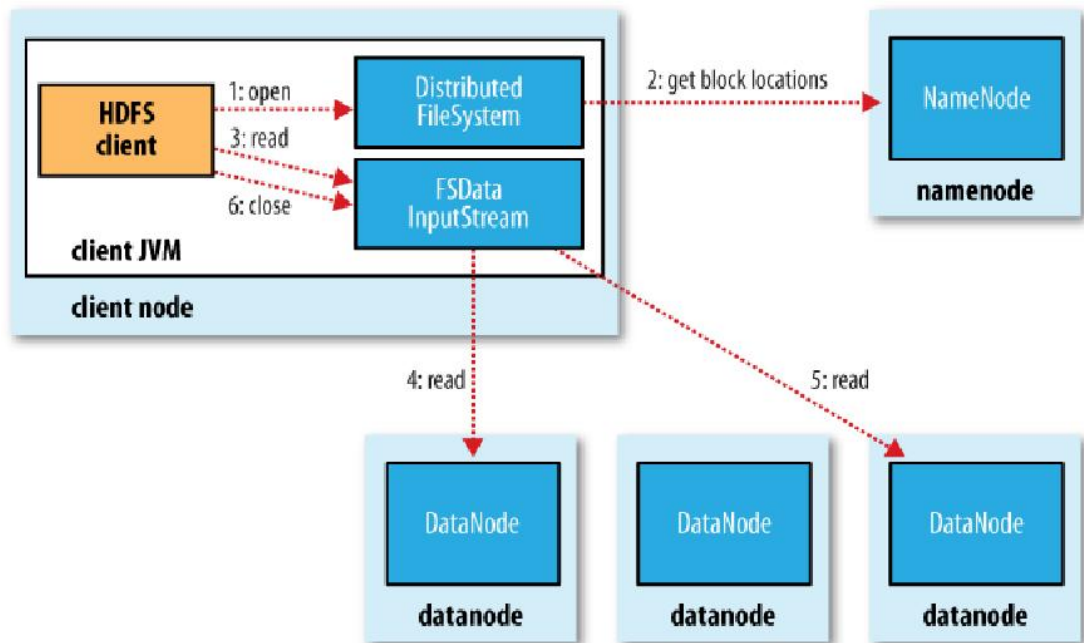 HDFS
client
1: open
3: read
6: close
Distributed
FileSystem
FSData
InputStream
client JVM
client node
2: get block locations
NameNode
namenode
4: read
5: read
DataNode
datanode
DataNode
datanode
DataNode
datanode